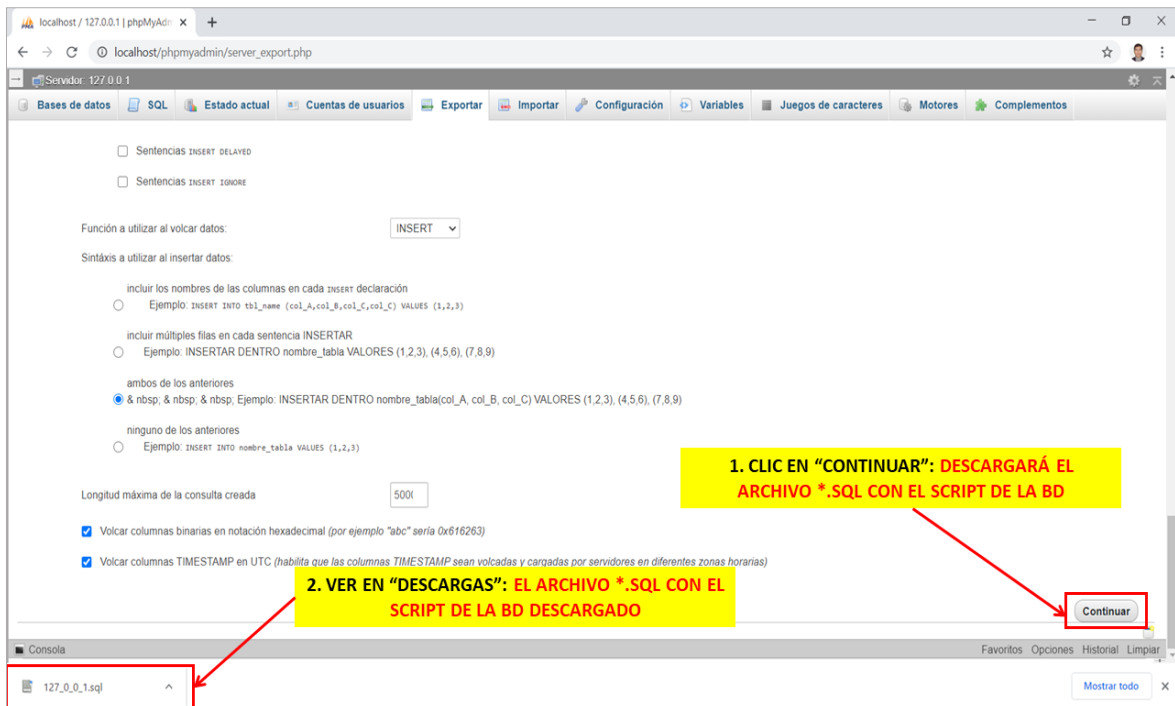 localhost / 127.0.0.1 | phpMyAdm
localhost/phpmyadmin/server_export.php
Servidor: 127.0.0.1
Bases de datos SQL Estado actual Cuentas de usuarios Exportar Importar Configuración Variables Juegos de caracteres Motores Complementos
Sentencias INSERT DELAYED
Sentencias INSERT IGNORE
Función a utilizar al volcar datos: INSERT
Sintáxis a utilizar al insertar datos:
incluir los nombres de las columnas en cada INSERT declaración
Ejemplo: INSERT INTO tbl_name (col_A,col_B,col_C,col_C) VALUES (1,2,3)
incluir múltiples filas en cada sentencia INSERTAR
Ejemplo: INSERTAR DENTRO nombre_tabla VALORES (1,2,3), (4,5,6), (7,8,9)
ambos de los anteriores
& nbsp; & nbsp; & nbsp; Ejemplo: INSERTAR DENTRO nombre_tabla(col_A, col_B, col_C) VALORES (1,2,3), (4,5,6), (7,8,9)
ninguno de los anteriores
Ejemplo: INSERT INTO nombre_tabla VALUES (1,2,3)
1. CLIC EN “CONTINUAR”: DESCARGARÁ EL
ARCHIVO *.SQL CON EL SCRIPT DE LA BD
Longitud máxima de la consulta creada 5000
Volcar columnas binarias en notación hexadecimal (por ejemplo "abc" sería 0x616263)
Volcar columnas TIMESTAMP en UTC (habilita que las columnas TIMESTAMP sean volcadas y cargadas por servidores en diferentes zonas horarias)
2. VER EN “DESCARGAS”: EL ARCHIVO *.SQL CON EL
SCRIPT DE LA BD DESCARGADO
Continuar
Consola Favoritos Opciones Historial Limpiar
127_0_0_1.sql Mostrar todo